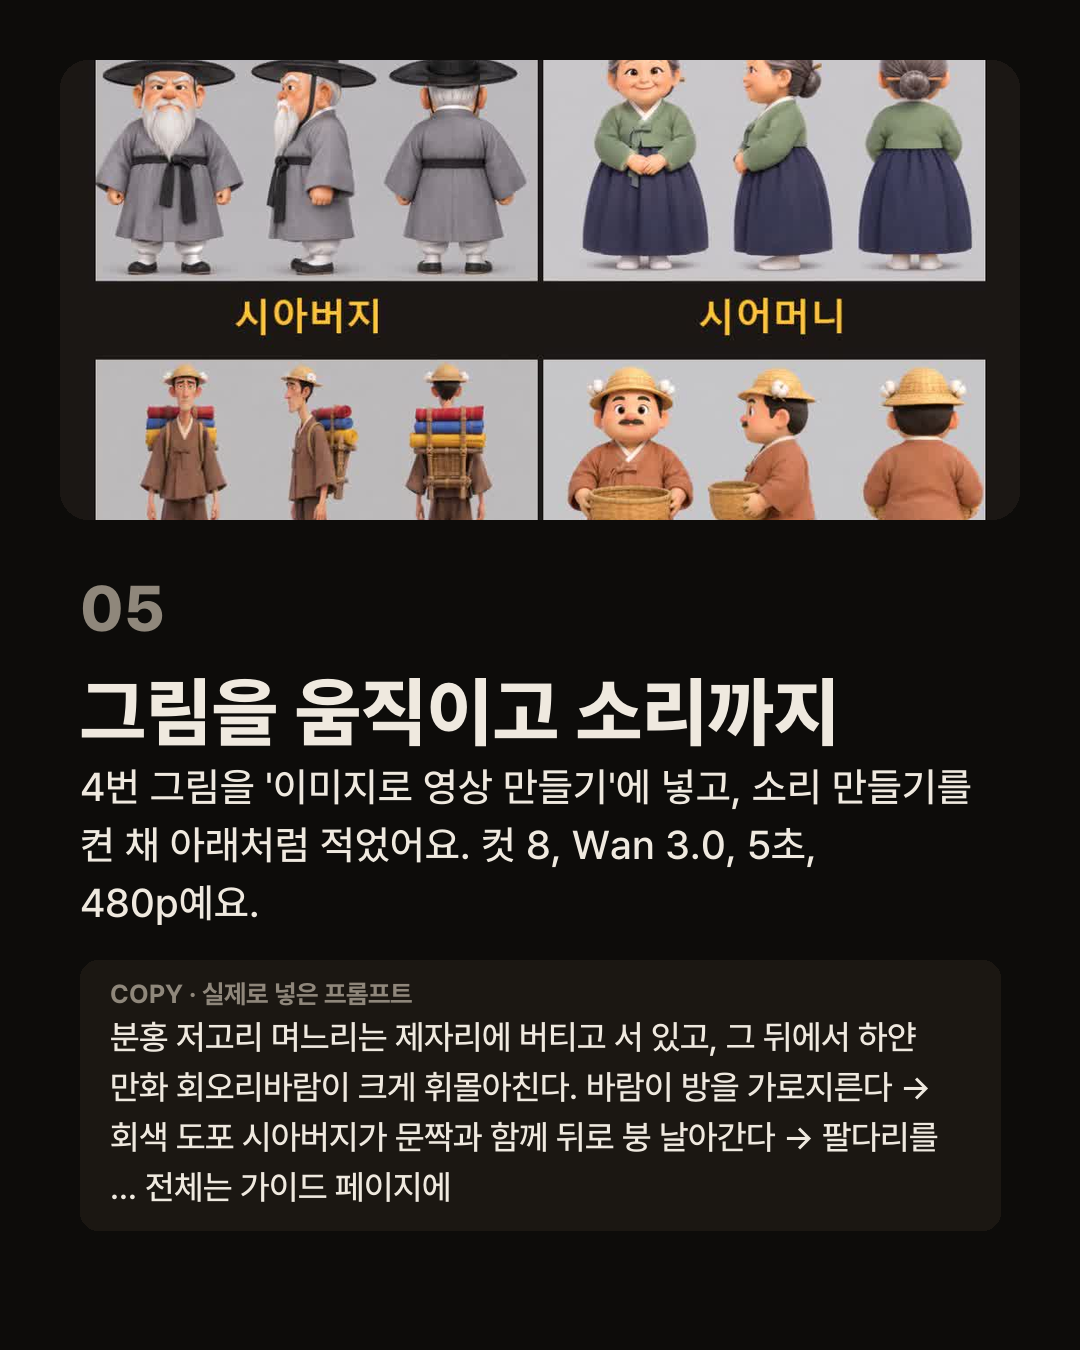 시아버지
시어머니
05
그림을 움직이고 소리까지
4번 그림을 '이미지로 영상 만들기'에 넣고, 소리 만들기를
켠 채 아래처럼 적었어요. 컷 8, Wan 3.0, 5초,
480p예요.
COPY · 실제로 넣은 프롬프트
분홍 저고리 며느리는 제자리에 버티고 서 있고, 그 뒤에서 하얀
만화 회오리바람이 크게 휘몰아친다. 바람이 방을 가로지른다 →
회색 도포 시아버지가 문짝과 함께 뒤로 붕 날아간다 → 팔다리를
... 전체는 가이드 페이지에